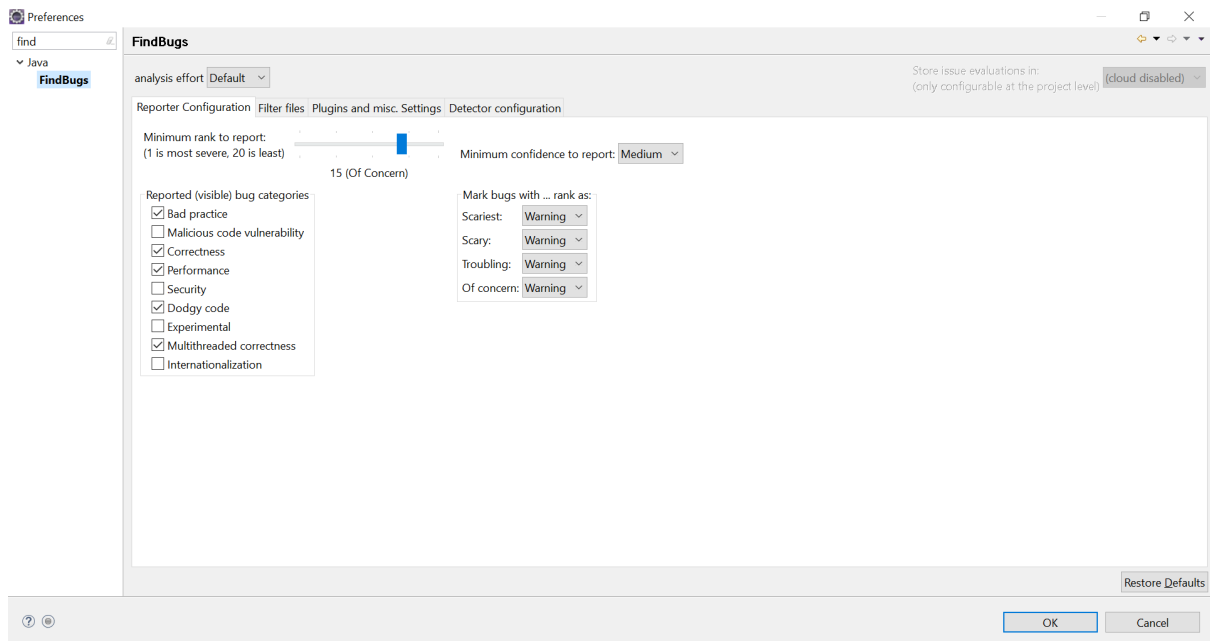 Preferences
find
Java
FindBugs
FindBugs
analysis effort Default
Store issue evaluations in:
(only configurable at the project level)
(cloud disabled)
Reporter Configuration Filter files Plugins and misc. Settings Detector configuration
Minimum rank to report:
(1 is most severe, 20 is least)
15 (Of Concern)
Minimum confidence to report: Medium
Reported (visible) bug categories
Bad practice
Malicious code vulnerability
Correctness
Performance
Security
Dodgy code
Experimental
Multithreaded correctness
Internationalization
Mark bugs with ... rank as:
Scariest: Warning
Scary: Warning
Troubling: Warning
Of concern: Warning
Restore Defaults
OK Cancel